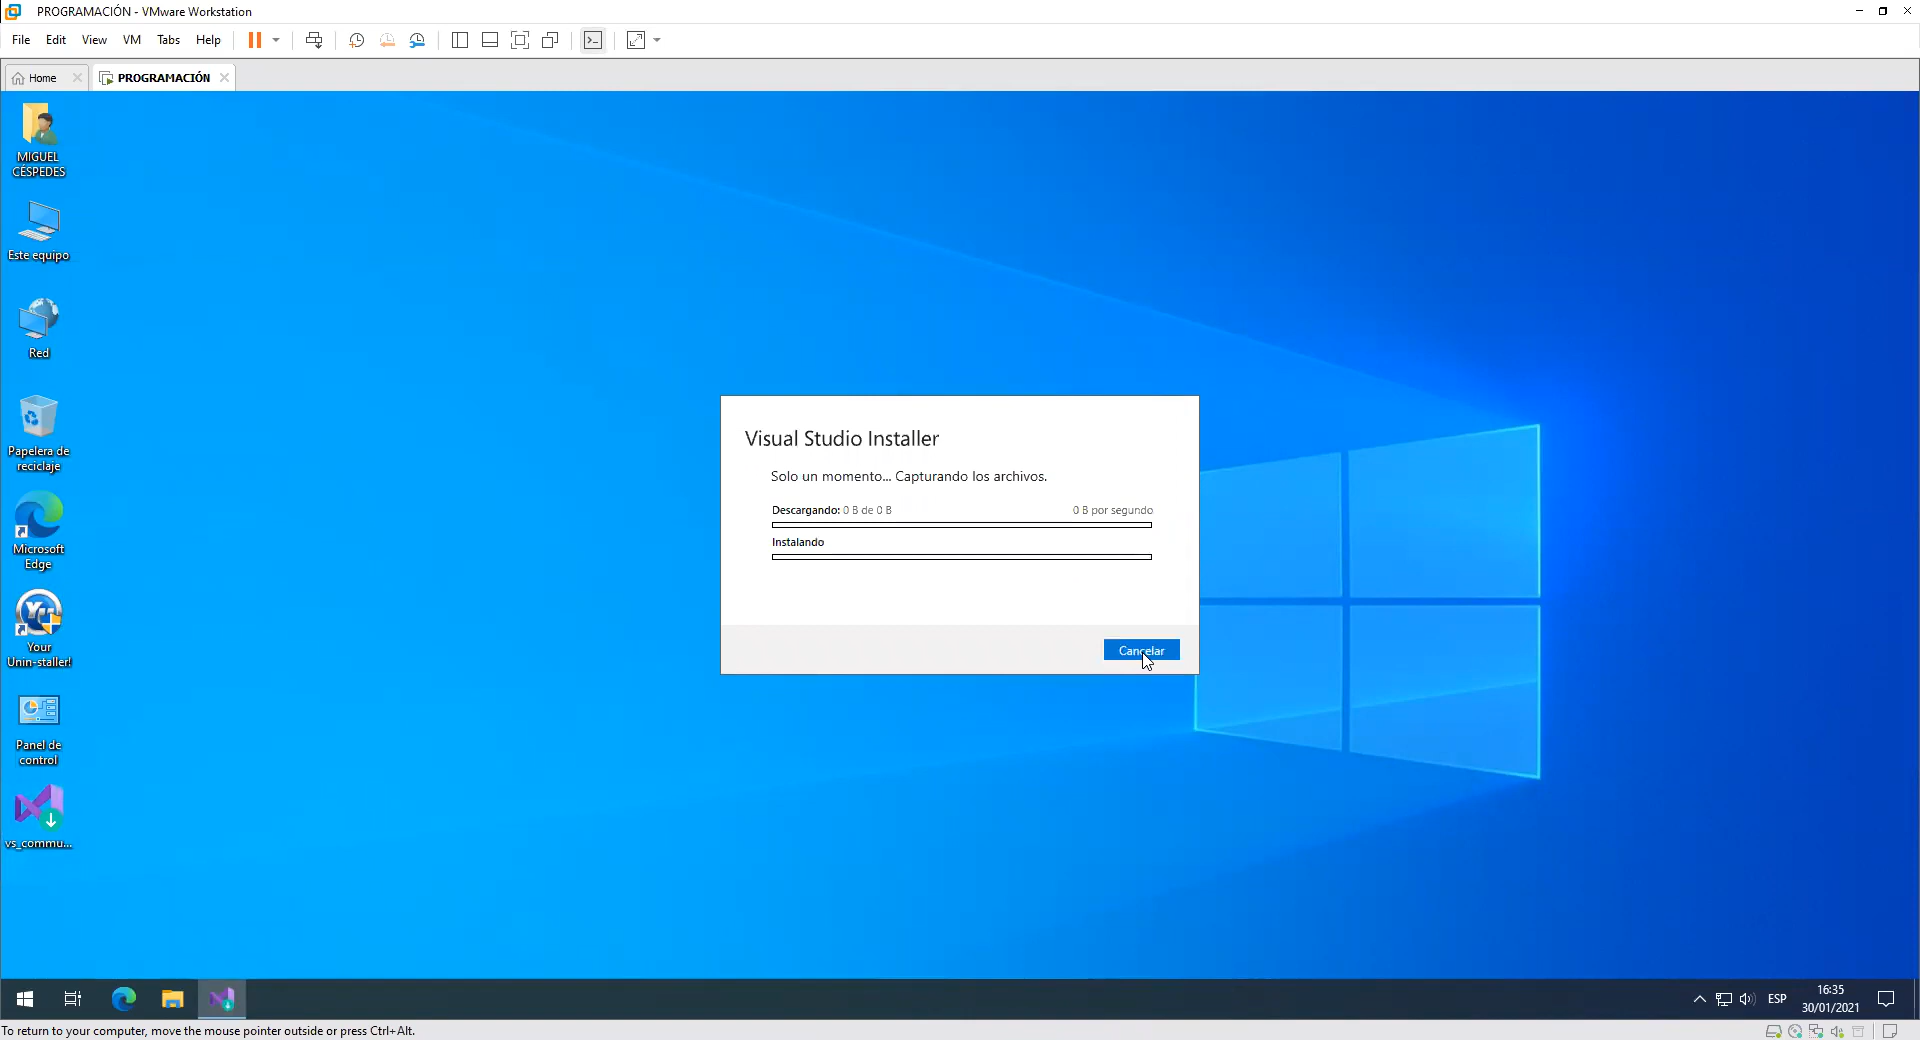 PROGRAMACIÓN - VMware Workstation
File Edit View VM Tabs Help
Home PROGRAMACIÓN
MIGUEL
CÉSPEDES
Este equipo
Red
Papelera de
reciclaje
Microsoft
Edge
Your
Unin-staller!
Panel de
control
vs_commu...
Visual Studio Installer
Solo un momento... Capturando los archivos.
Descargando: 0 B de 0 B 0 B por segundo
Instalando
Cancelar
ESP
16:35
30/01/2021
To return to your computer, move the mouse pointer outside or press Ctrl+Alt.